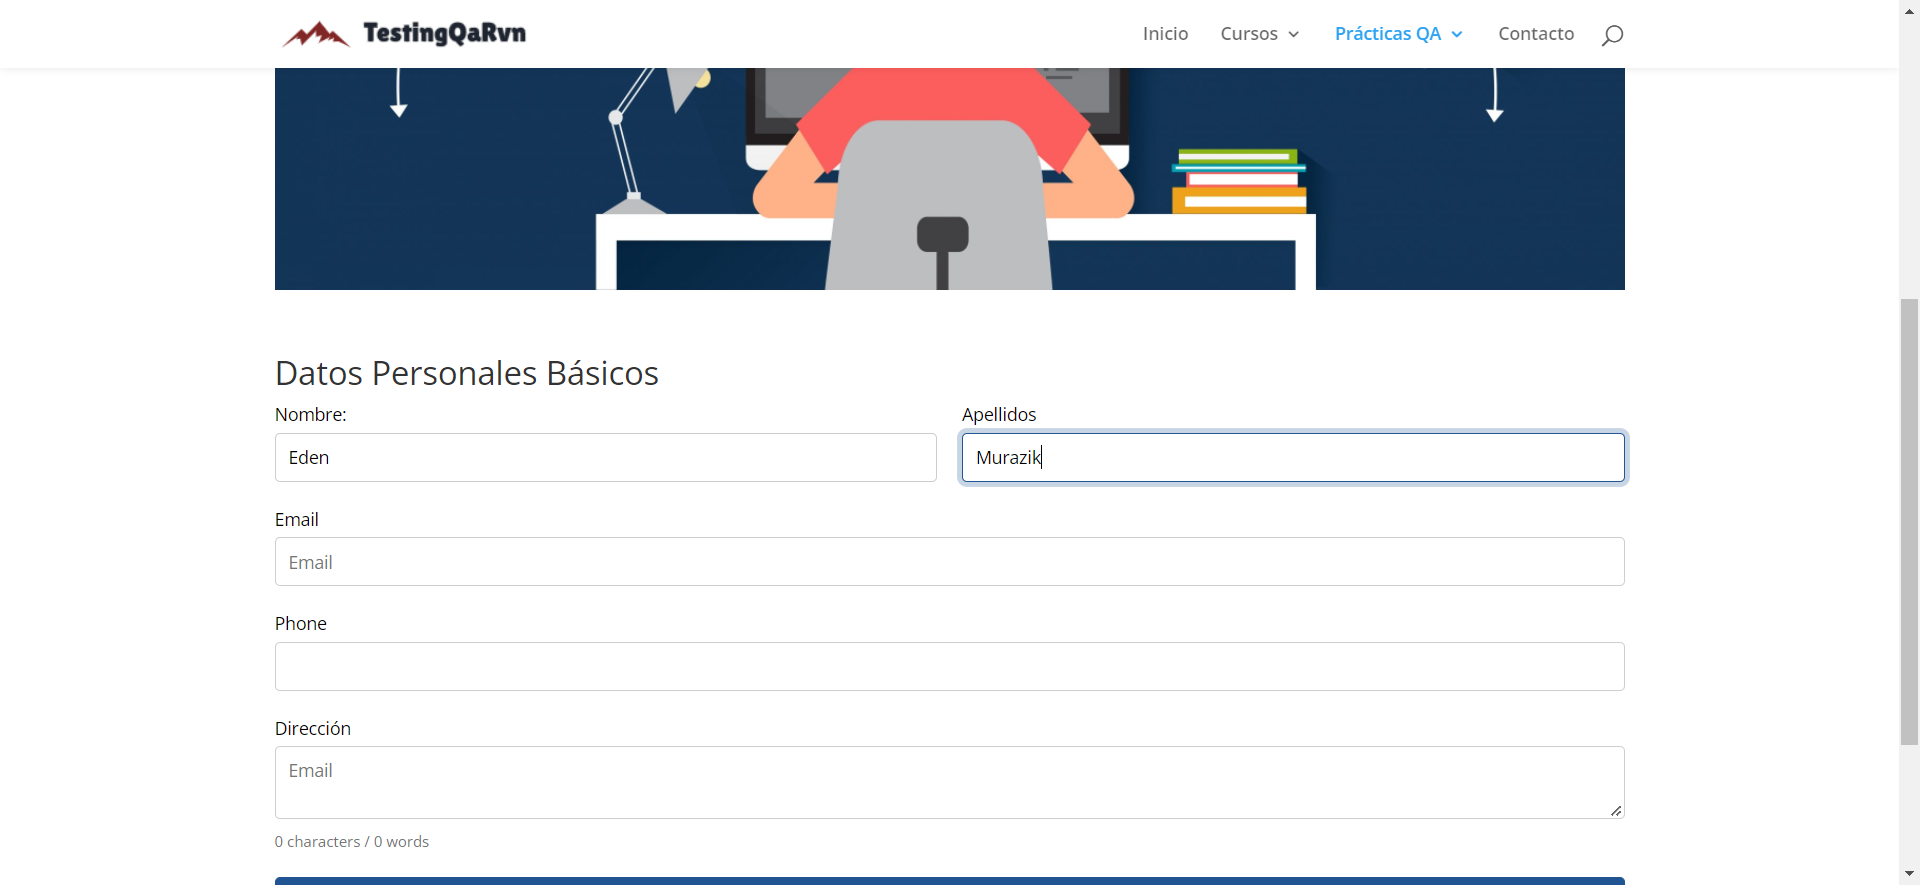 TestingQaRvn
Inicio
Cursos
Prácticas QA
Contacto
Datos Personales Básicos
Nombre:
Apellidos
Eden
Murazik
Email
Email
Phone
Dirección
Email
0 characters / 0 words